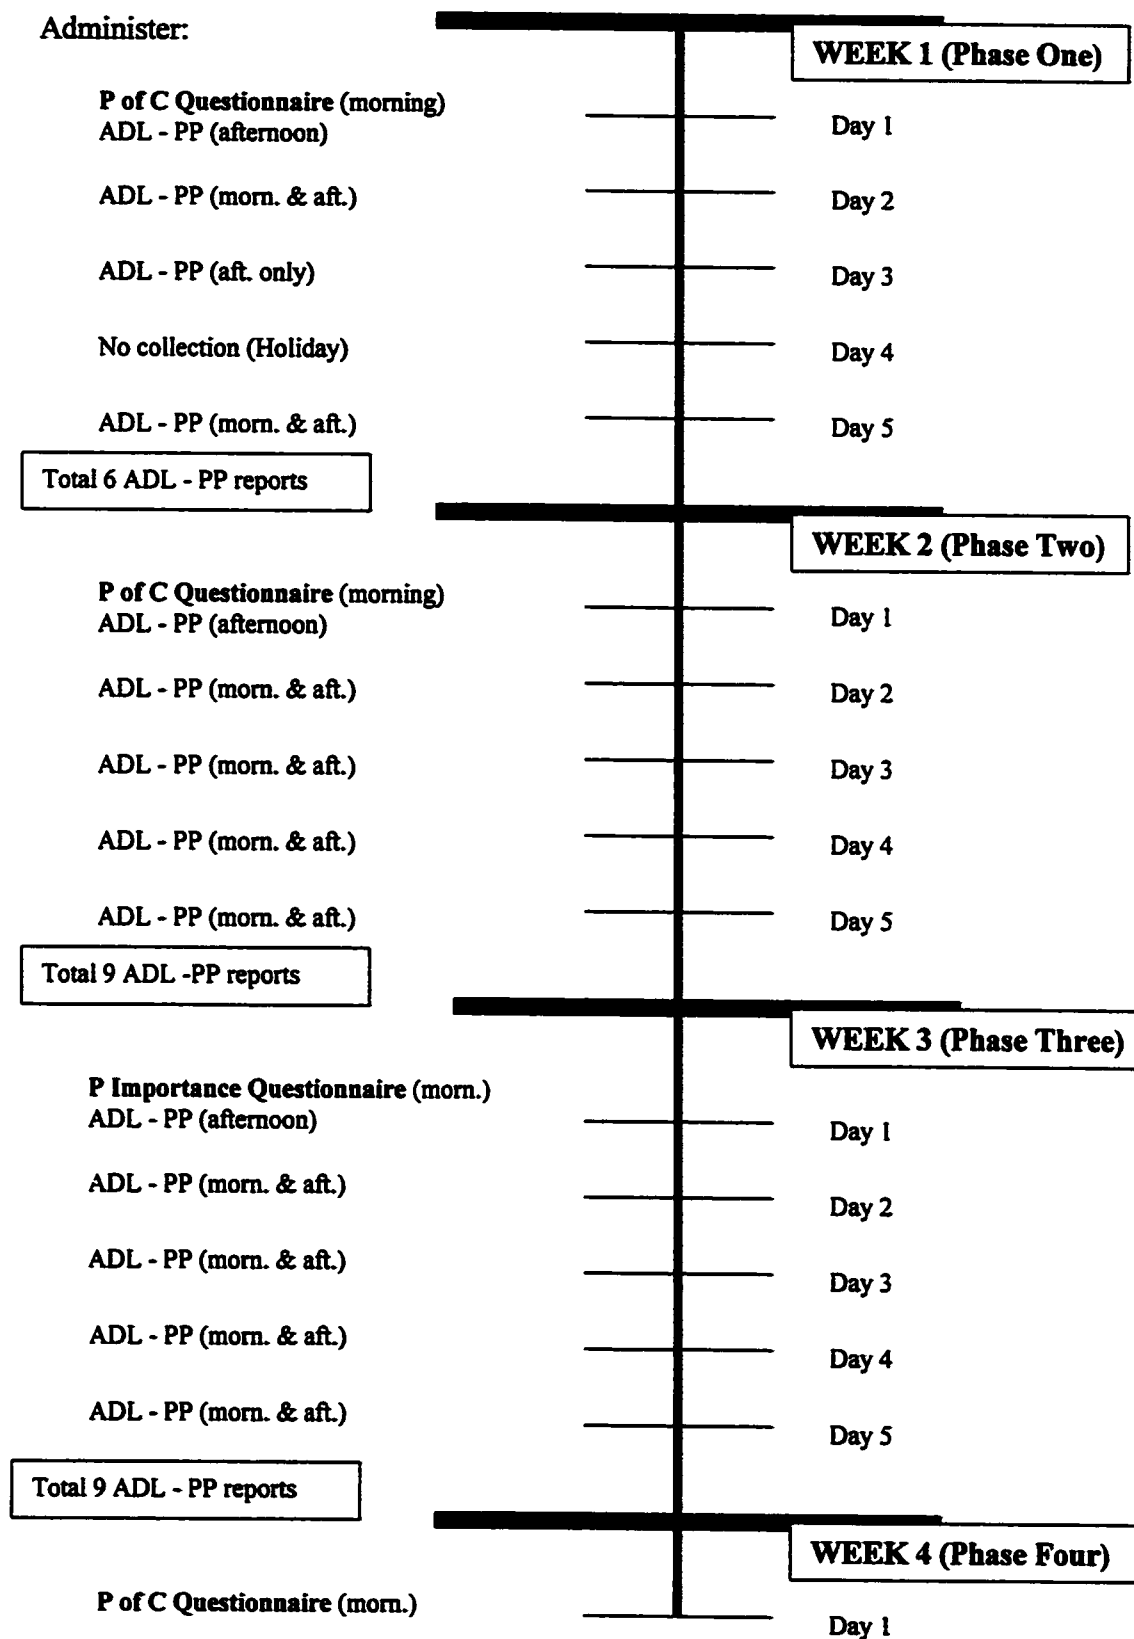 Administer:
WEEK 1 (Phase One)
P of C Questionnaire (morning)
ADL - PP (afternoon)
Day 1
ADL - PP (morn. & aft.)
Day 2
ADL - PP (aft. only)
Day 3
No collection (Holiday)
Day 4
ADL - PP (morn. & aft.)
Day 5
Total 6 ADL - PP reports
WEEK 2 (Phase Two)
P of C Questionnaire (morning)
ADL - PP (afternoon)
Day 1
ADL - PP (morn. & aft.)
Day 2
ADL - PP (morn. & aft.)
Day 3
ADL - PP (morn. & aft.)
Day 4
ADL - PP (morn. & aft.)
Day 5
Total 9 ADL -PP reports
WEEK 3 (Phase Three)
P Importance Questionnaire (morn.)
ADL - PP (afternoon)
Day 1
ADL - PP (morn. & aft.)
Day 2
ADL - PP (morn. & aft.)
Day 3
ADL - PP (morn. & aft.)
Day 4
ADL - PP (morn. & aft.)
Day 5
Total 9 ADL - PP reports
WEEK 4 (Phase Four)
P of C Questionnaire (morn.)
Day 1